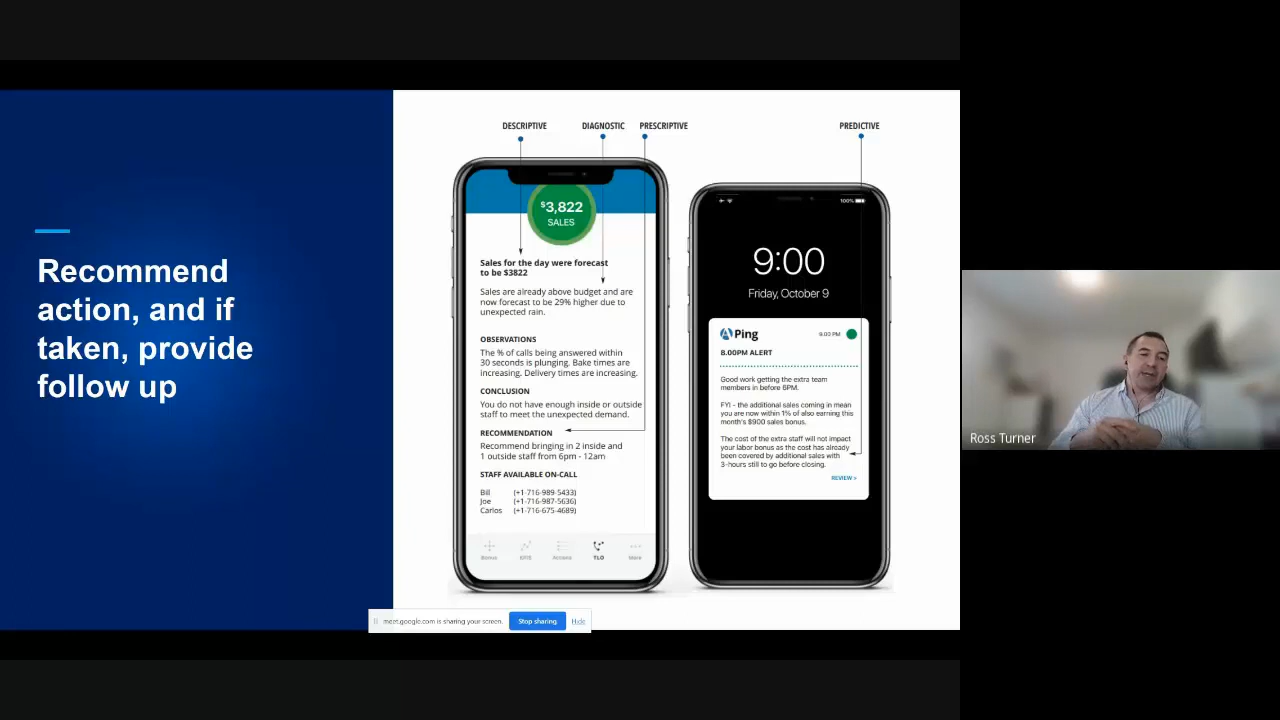 Recommend
action, and if
taken, provide
follow up
DESCRIPTIVE
DIAGNOSTIC
PRESCRIPTIVE
PREDICTIVE
$3,822
SALES
Sales for the day were forecast
to be $3822
Sales are already above budget and are
now forecast to be 29% higher due to
unexpected rain.
OBSERVATIONS
The % of calls being answered within
30 seconds is plunging. Bake times are
increasing. Delivery times are increasing.
CONCLUSION
You do not have enough inside or outside
staff to meet the unexpected demand.
RECOMMENDATION
Recommend bringing in 2 inside and
1 outside staff from 6pm - 12am
STAFF AVAILABLE ON-CALL
Bill (+1-716-989-5433)
Joe (+1-716-987-5636)
Carlos (+1-716-675-4689)
Bonus
Actions
TLO
More
100%
9:00
Friday, October 9
Ping
9.00 PM
8.00PM ALERT
Good work getting the extra team
members in before 6PM.
FYI - the additional sales coming in mean
you are now within 1% of also earning this
month's $900 sales bonus.
The cost of the extra staff will not impact
your labor bonus as the cost has already
been covered by additional sales with
3-hours still to go before closing.
REVIEW >
meet.google.com is sharing your screen.
Stop sharing
Hide
Ross Turner